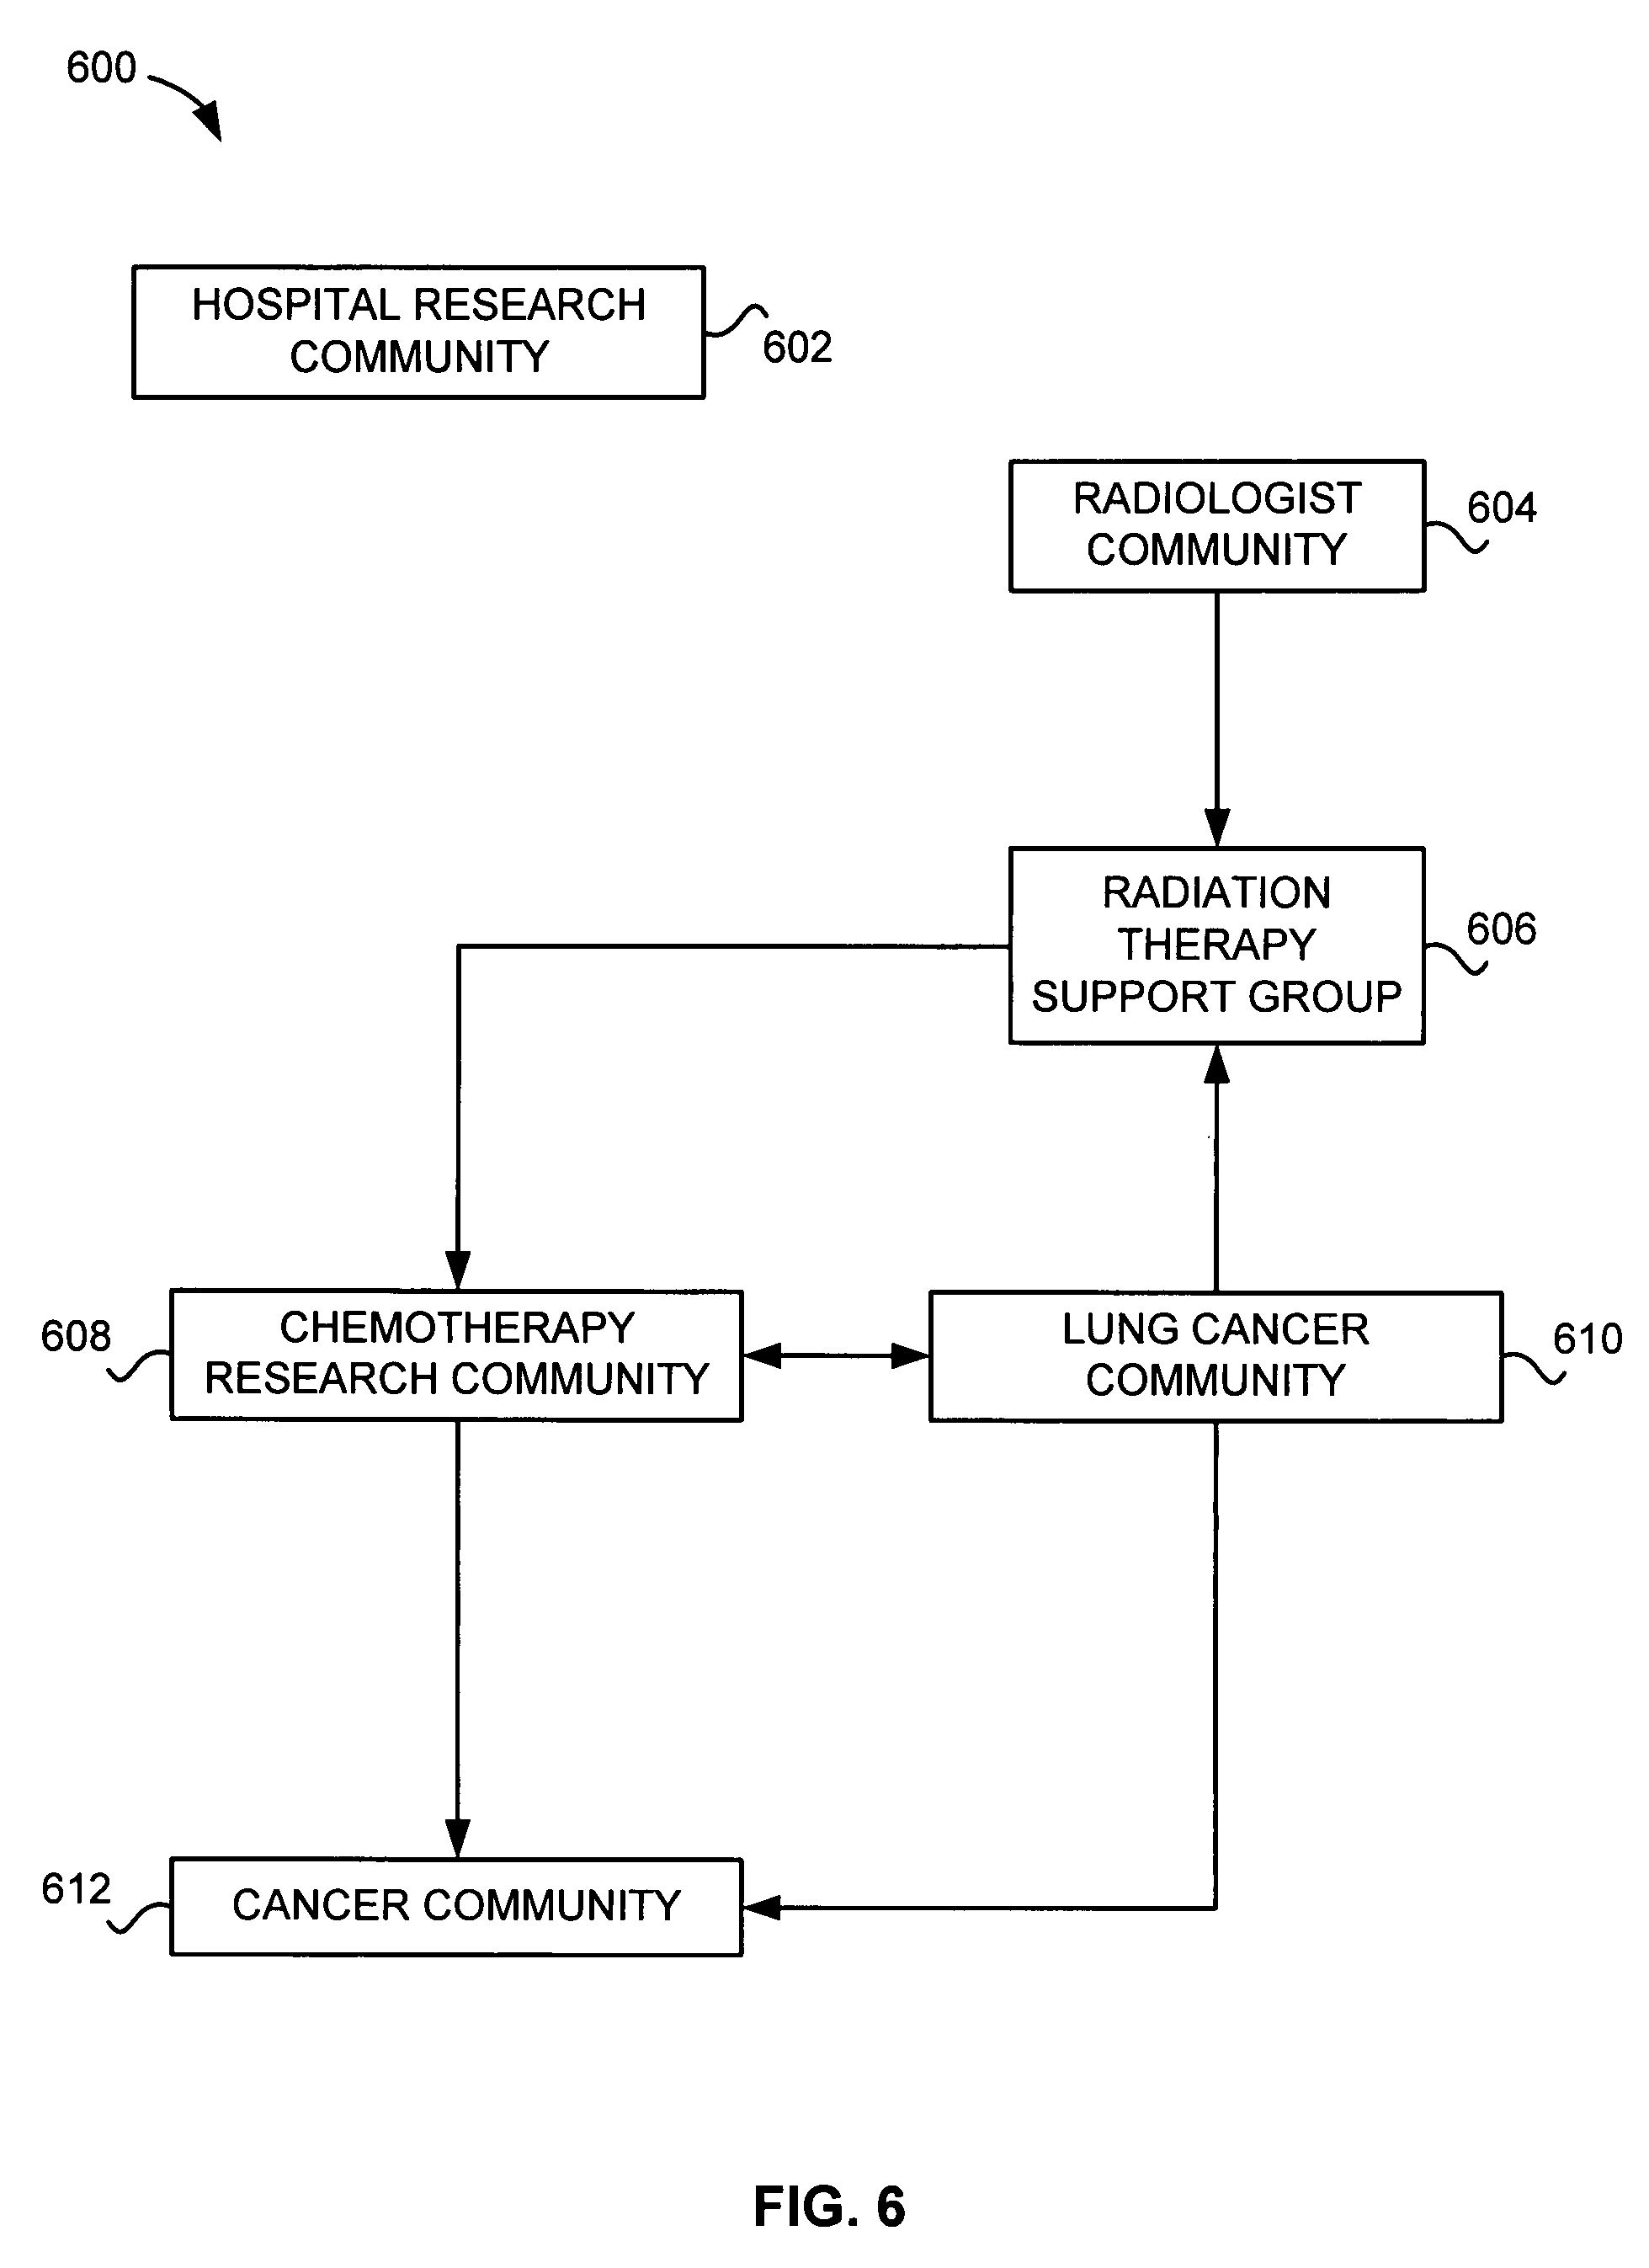 600
HOSPITAL RESEARCH
COMMUNITY
602
RADIOLOGIST
COMMUNITY
604
RADIATION
THERAPY
SUPPORT GROUP
606
608
CHEMOTHERAPY
RESEARCH COMMUNITY
LUNG CANCER
COMMUNITY
610
612
CANCER COMMUNITY
FIG. 6